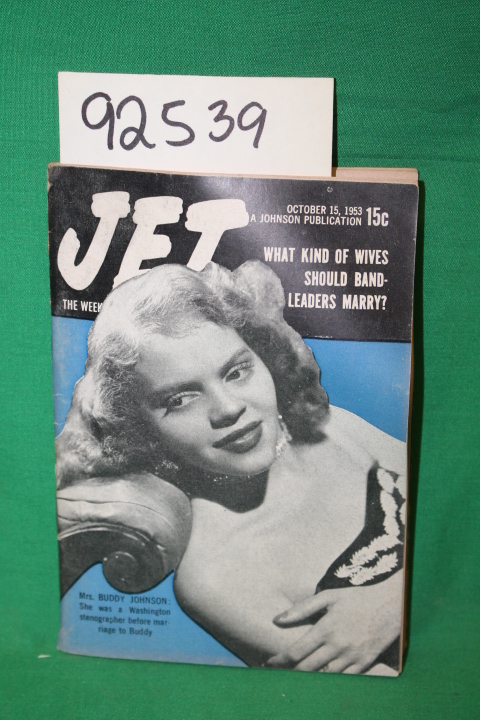 92539
JET
OCTOBER 15, 1953
A JOHNSON PUBLICATION 15c
WHAT KIND OF WIVES
SHOULD BAND-
LEADERS MARRY?
THE WEEK
Mrs. BUDDY JOHNSON:
She was a Washington
stenographer before mar-
riage to Buddy